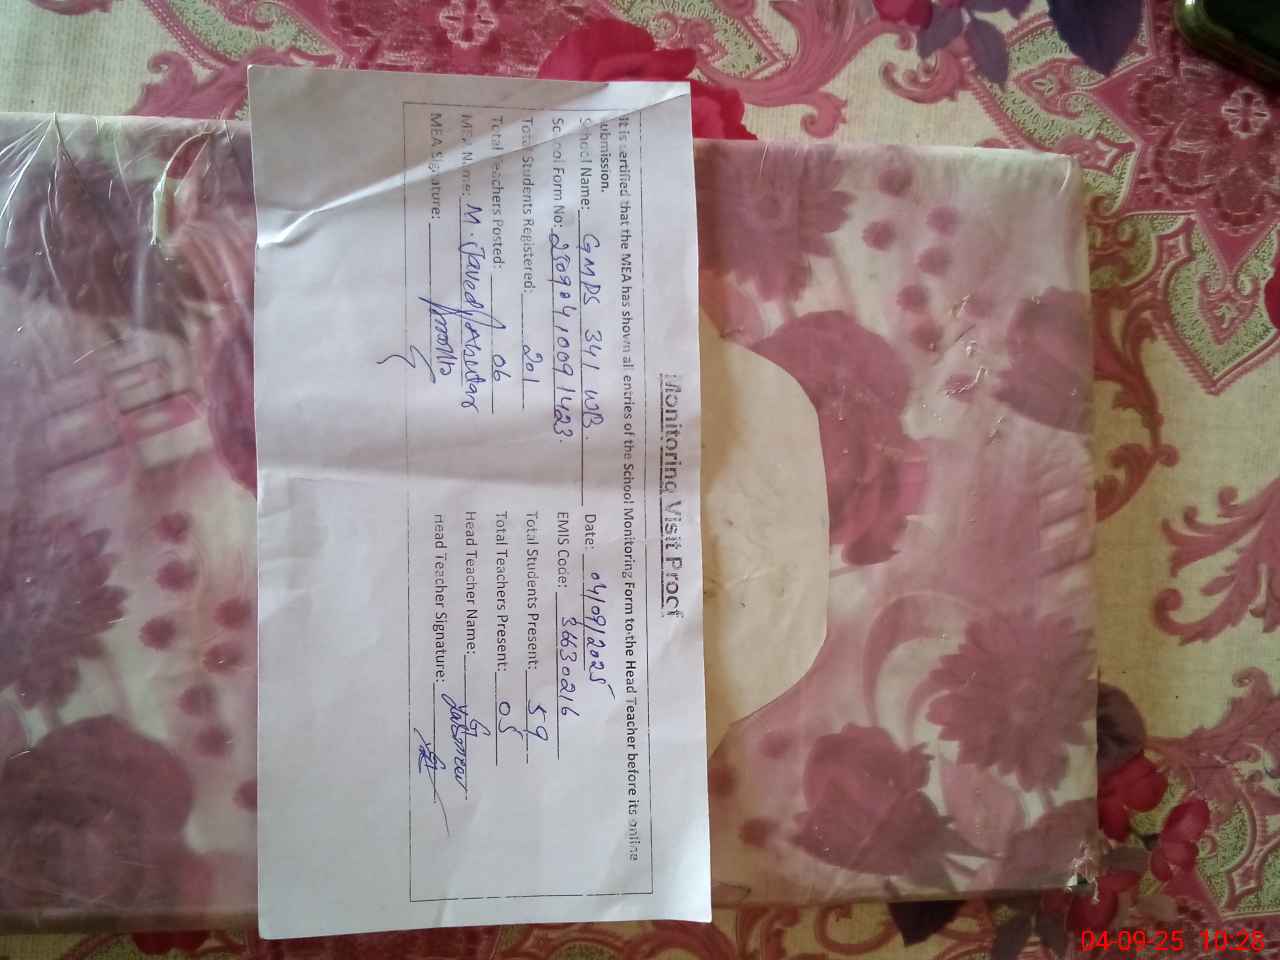 Monitoring Visit Proof
It is certified that the MEA has shown all entries of the School Monitoring Form to the Head Teacher before its online
submission.
School Name: GMPS 341 WB. Date: 04/09/2025
School Form No: 25090410091423. EMIS Code: 36630216
Total Students Registered: 201 Total Students Present: 59
Total Teachers Posted: 06 Total Teachers Present: 05
MEA Name: M. Javed Akhtar Head Teacher Name:
MEA Signature: Head Teacher Signature:
04-09-25 10:28